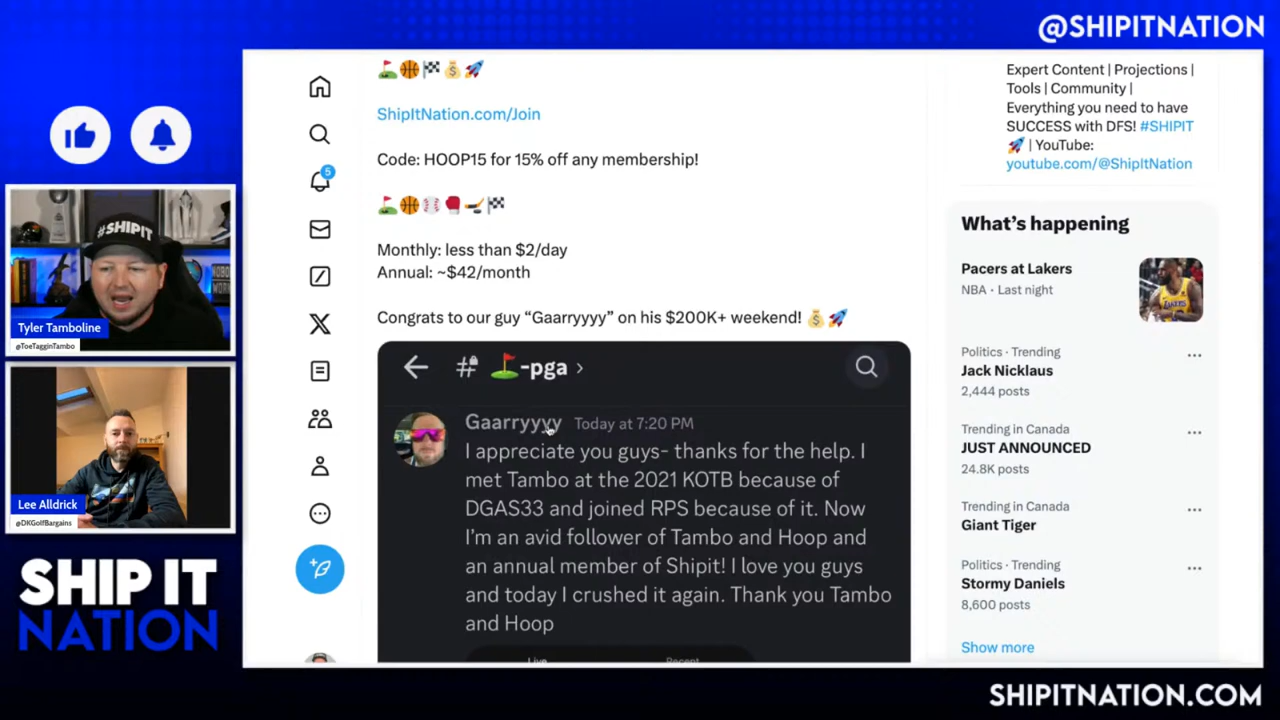 @SHIPITNATION
#SHIPIT
Tyler Tamboline
@ToeTagginTambo
Lee Alldrick
@DKGolfBargains
SHIP IT
NATION
5
ShipItNation.com/Join
Code: HOOP15 for 15% off any membership!
Monthly: less than $2/day
Annual: ~$42/month
Congrats to our guy “Gaarryyyy” on his $200K+ weekend! 💰🚀
# ⛳-pga ›
Gaarryyyy Today at 7:20 PM
I appreciate you guys- thanks for the help. I
met Tambo at the 2021 KOTB because of
DGAS33 and joined RPS because of it. Now
I'm an avid follower of Tambo and Hoop and
an annual member of Shipit! I love you guys
and today I crushed it again. Thank you Tambo
and Hoop
Live Recent
Expert Content | Projections |
Tools | Community |
Everything you need to have
SUCCESS with DFS! #SHIPIT
🚀 | YouTube:
youtube.com/@ShipItNation
What's happening
Pacers at Lakers
NBA · Last night
Politics · Trending
Jack Nicklaus
2,444 posts
Trending in Canada
JUST ANNOUNCED
24.8K posts
Trending in Canada
Giant Tiger
Politics · Trending
Stormy Daniels
8,600 posts
Show more
SHIPITNATION.COM